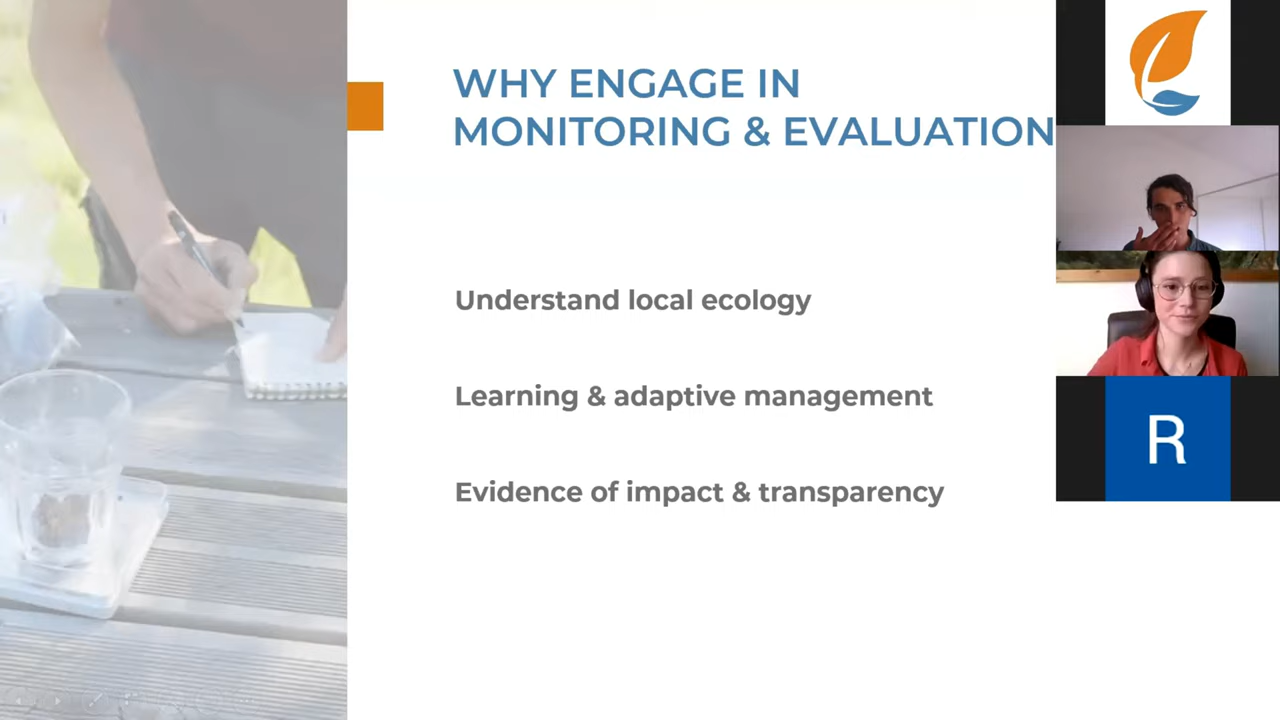 WHY ENGAGE IN
MONITORING & EVALUATION
Understand local ecology
Learning & adaptive management
Evidence of impact & transparency
R